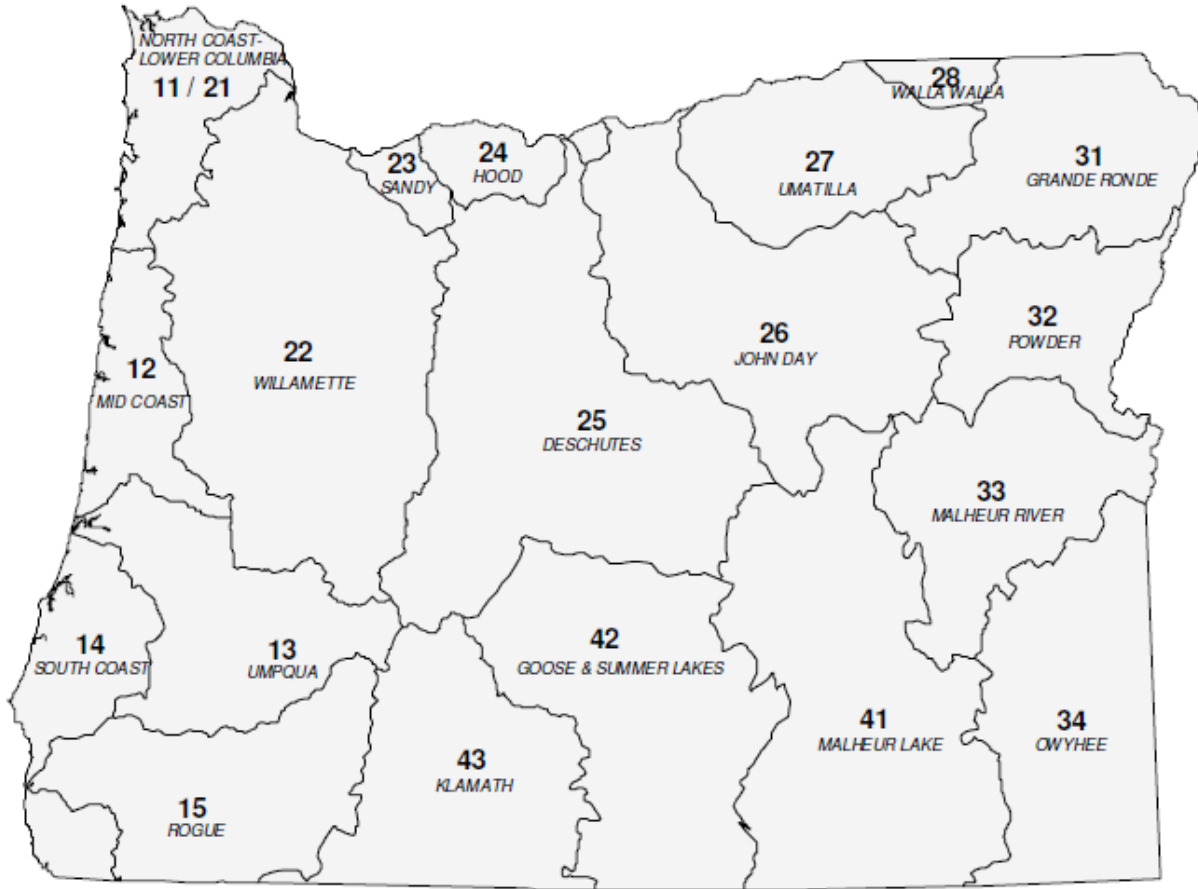 NORTH COAST-
LOWER COLUMBIA
11 / 21
28
WALLA WALLA
23
SANDY
24
HOOD
27
UMATILLA
31
GRANDE RONDE
12
MID COAST
22
WILLAMETTE
26
JOHN DAY
32
POWDER
25
DESCHUTES
33
MALHEUR RIVER
14
SOUTH COAST
13
UMPQUA
42
GOOSE & SUMMER LAKES
41
MALHEUR LAKE
34
OWYHEE
43
KLAMATH
15
ROGUE